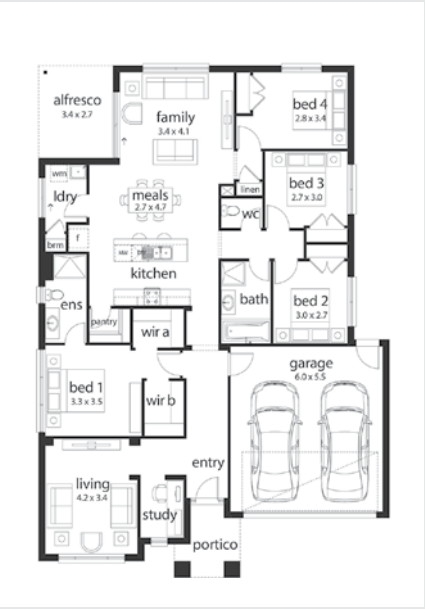 alfresco
3.4 x 2.7
family
3.4 x 4.1
bed 4
2.8 x 3.4
wm
ldry
brm
f
meals
2.7 x 4.7
linen
wc
bed 3
2.7 x 3.0
kitchen
ens
pantry
wir a
bath
bed 2
3.0 x 2.7
bed 1
3.3 x 3.5
wir b
garage
6.0 x 5.5
living
4.2 x 3.4
study
entry
portico